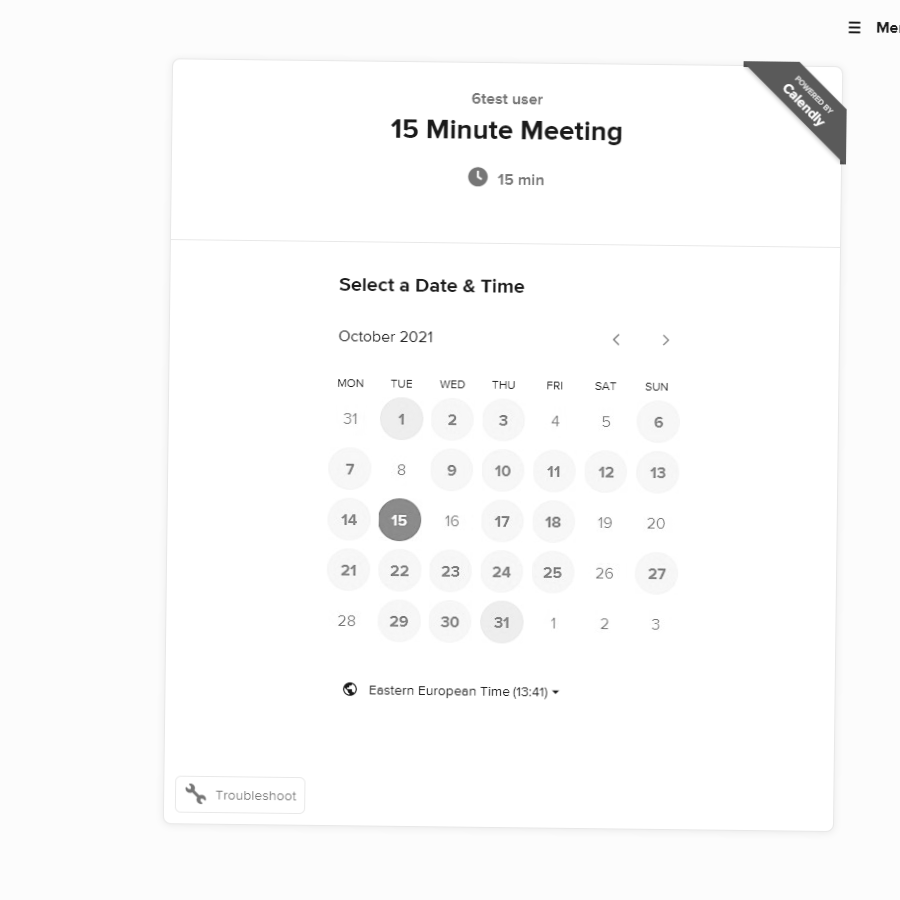 ☰ Me
POWERED BY
Calendly
6test user
15 Minute Meeting
15 min
Select a Date & Time
October 2021
MON TUE WED THU FRI SAT SUN
31 1 2 3 4 5 6
7 8 9 10 11 12 13
14 15 16 17 18 19 20
21 22 23 24 25 26 27
28 29 30 31 1 2 3
Eastern European Time (13:41)
Troubleshoot